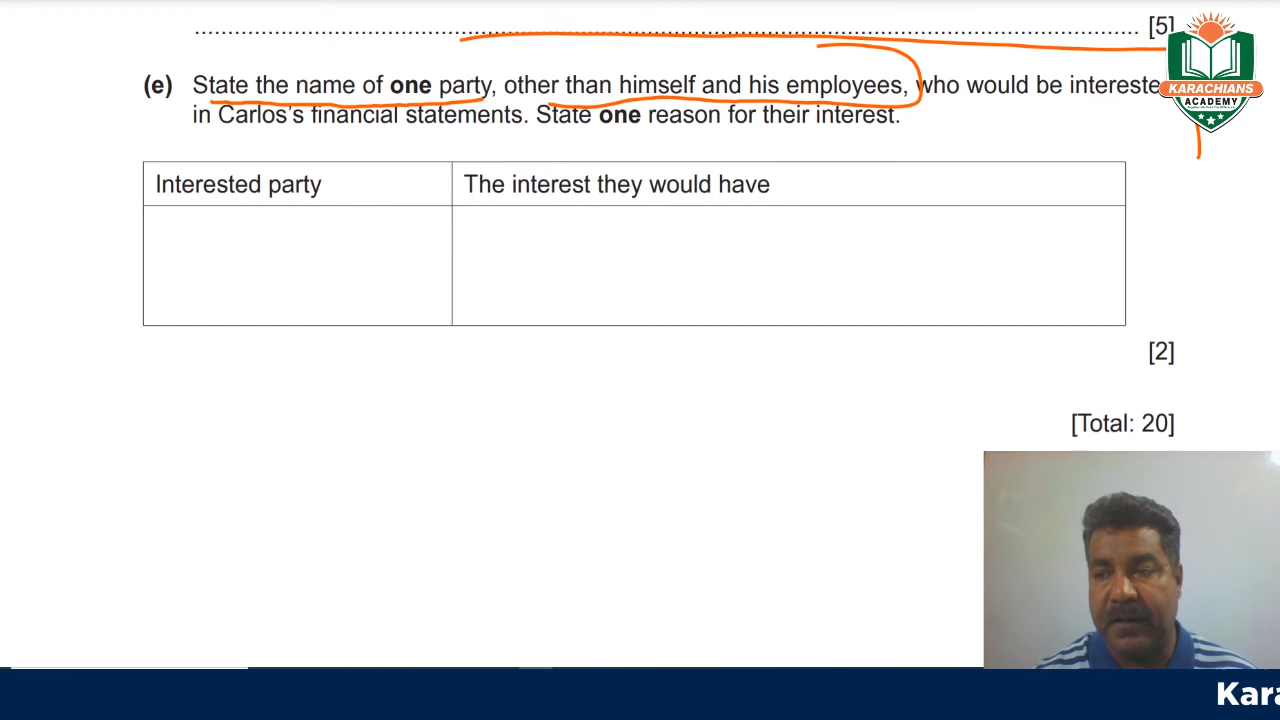 [5]
(e) State the name of one party, other than himself and his employees, who would be intereste
in Carlos's financial statements. State one reason for their interest.
KARACHIANS
ACADEMY
Interested party
The interest they would have
[2]
[Total: 20]
Kara